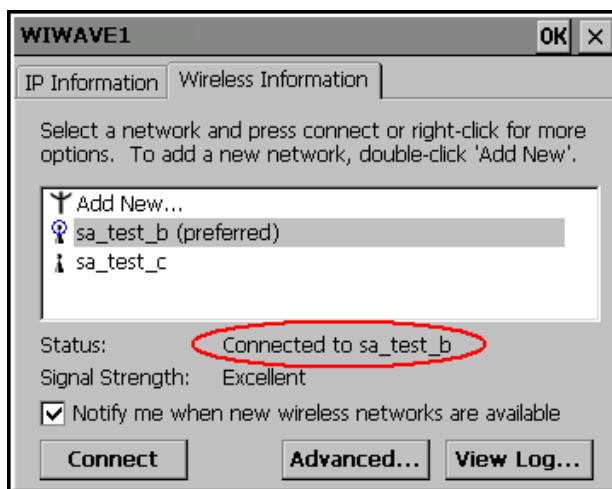 WIWAVE1 OK ×
IP Information Wireless Information
Select a network and press connect or right-click for more
options. To add a new network, double-click 'Add New'.
Add New...
sa_test_b (preferred)
sa_test_c
Status: Connected to sa_test_b
Signal Strength: Excellent
Notify me when new wireless networks are available
Connect Advanced... View Log...